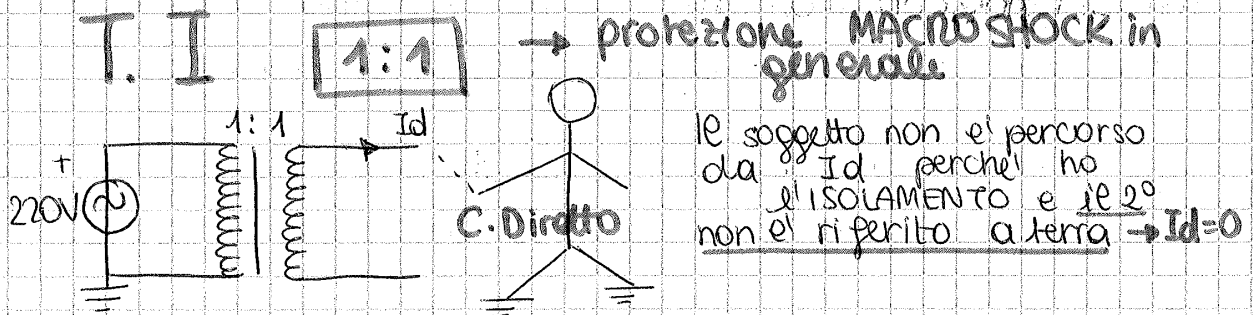 T. I 1:1 → protezione MACROSHOCK in
generale
1:1 Id
+
220V
C. Diretto
il soggetto non e' percorso
da Id perche' ho
l'ISOLAMENTO e il 2°
non e' riferito a terra → Id=0